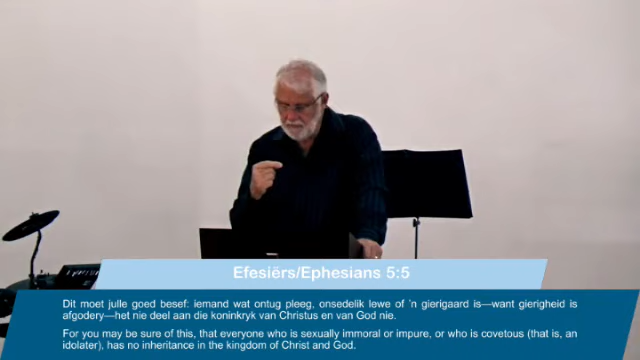 Efesiërs/Ephesians 5:5
Dit moet julle goed besef: iemand wat ontug pleeg, onsedelik lewe of 'n gierigaard is—want gierigheid is
afgodery—het nie deel aan die koninkryk van Christus en van God nie.
For you may be sure of this, that everyone who is sexually immoral or impure, or who is covetous (that is, an
idolater), has no inheritance in the kingdom of Christ and God.